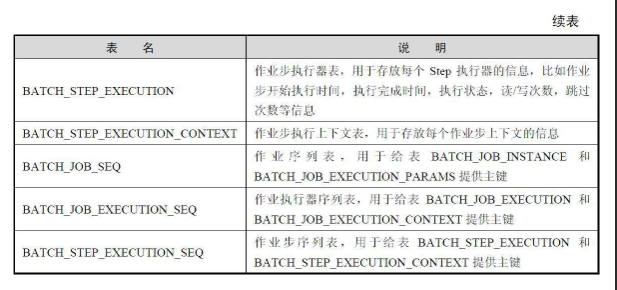 续表
表 名
说 明
BATCH_STEP_EXECUTION
作业步执行器表，用于存放每个 Step 执行器的信息，比如作业
步开始执行时间，执行完成时间，执行状态，读/写次数，跳过
次数等信息
BATCH_STEP_EXECUTION_CONTEXT
作业步执行上下文表，用于存放每个作业步上下文的信息
BATCH_JOB_SEQ
作业序列表，用于给表 BATCH_JOB_INSTANCE 和
BATCH_JOB_EXECUTION_PARAMS 提供主键
BATCH_JOB_EXECUTION_SEQ
作业执行器序列表，用于给表 BATCH_JOB_EXECUTION 和
BATCH_JOB_EXECUTION_CONTEXT 提供主键
BATCH_STEP_EXECUTION_SEQ
作业步序列表，用于给表 BATCH_STEP_EXECUTION 和
BATCH_STEP_EXECUTION_CONTEXT 提供主键